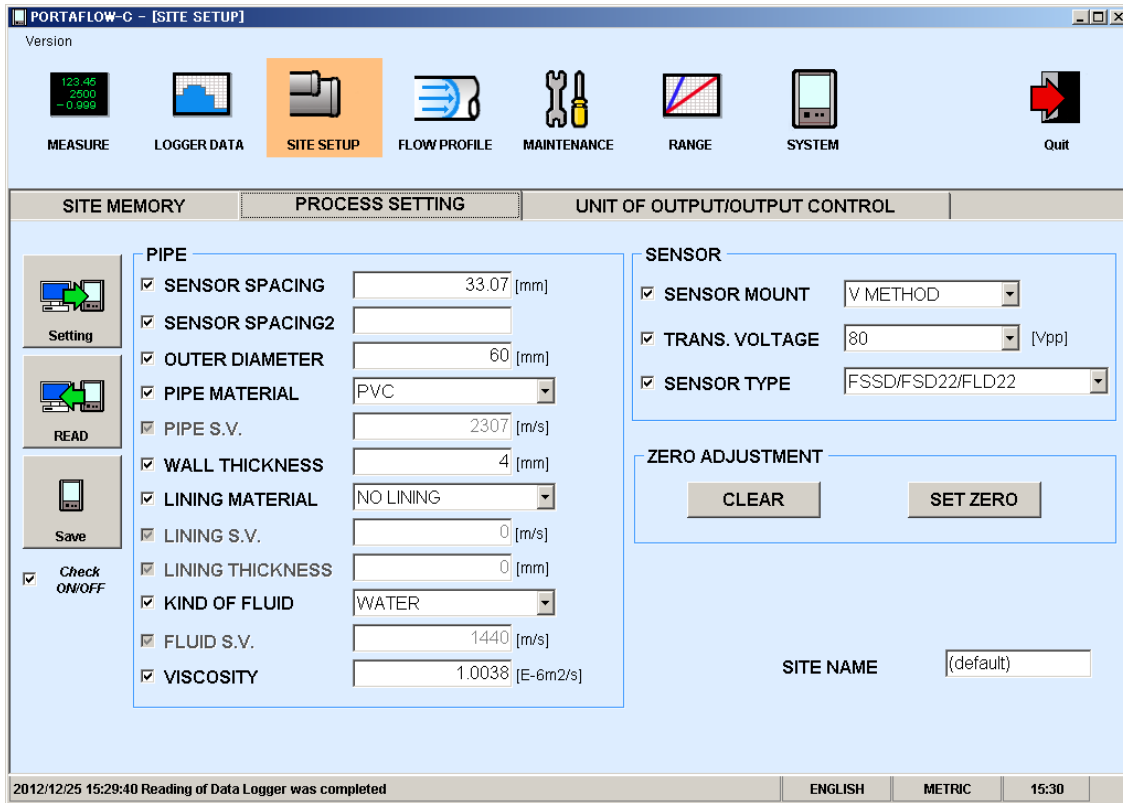 PORTAFLOW-C - [SITE SETUP]
Version
123.45
2500
-0.999
MEASURE
LOGGER DATA
SITE SETUP
FLOW PROFILE
MAINTENANCE
RANGE
SYSTEM
Quit
SITE MEMORY
PROCESS SETTING
UNIT OF OUTPUT/OUTPUT CONTROL
Setting
READ
Save
Check
ON/OFF
PIPE
SENSOR SPACING 33.07 [mm]
SENSOR SPACING2
OUTER DIAMETER 60 [mm]
PIPE MATERIAL PVC
PIPE S.V. 2307 [m/s]
WALL THICKNESS 4 [mm]
LINING MATERIAL NO LINING
LINING S.V. 0 [m/s]
LINING THICKNESS 0 [mm]
KIND OF FLUID WATER
FLUID S.V. 1440 [m/s]
VISCOSITY 1.0038 [E-6m2/s]
SENSOR
SENSOR MOUNT V METHOD
TRANS. VOLTAGE 80 [Vpp]
SENSOR TYPE FSSD/FSD22/FLD22
ZERO ADJUSTMENT
CLEAR
SET ZERO
SITE NAME (default)
2012/12/25 15:29:40 Reading of Data Logger was completed
ENGLISH
METRIC
15:30